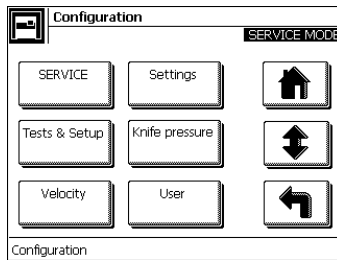 Configuration
SERVICE MODE
SERVICE
Settings
Tests & Setup
Knife pressure
Velocity
User
Configuration